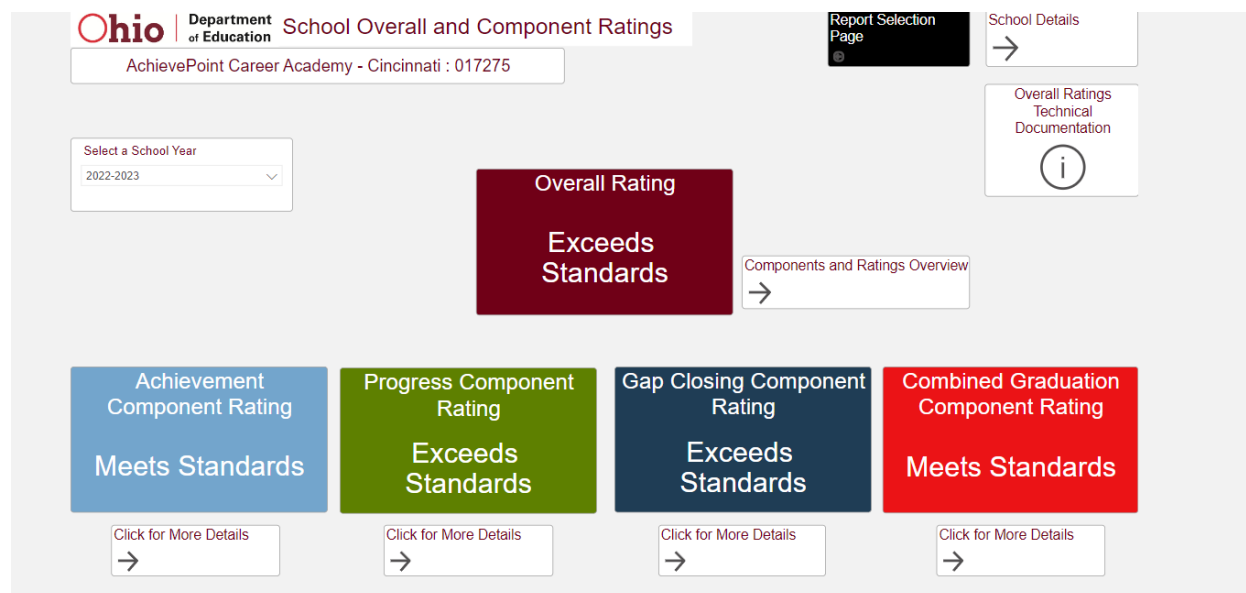 Ohio Department of Education School Overall and Component Ratings
Report Selection
Page
School Details
AchievePoint Career Academy - Cincinnati : 017275
Overall Ratings
Technical
Documentation
i
Select a School Year
2022-2023
Overall Rating
Exceeds
Standards
Components and Ratings Overview
Achievement
Component Rating
Meets Standards
Progress Component
Rating
Exceeds
Standards
Gap Closing Component
Rating
Exceeds
Standards
Combined Graduation
Component Rating
Meets Standards
Click for More Details
Click for More Details
Click for More Details
Click for More Details